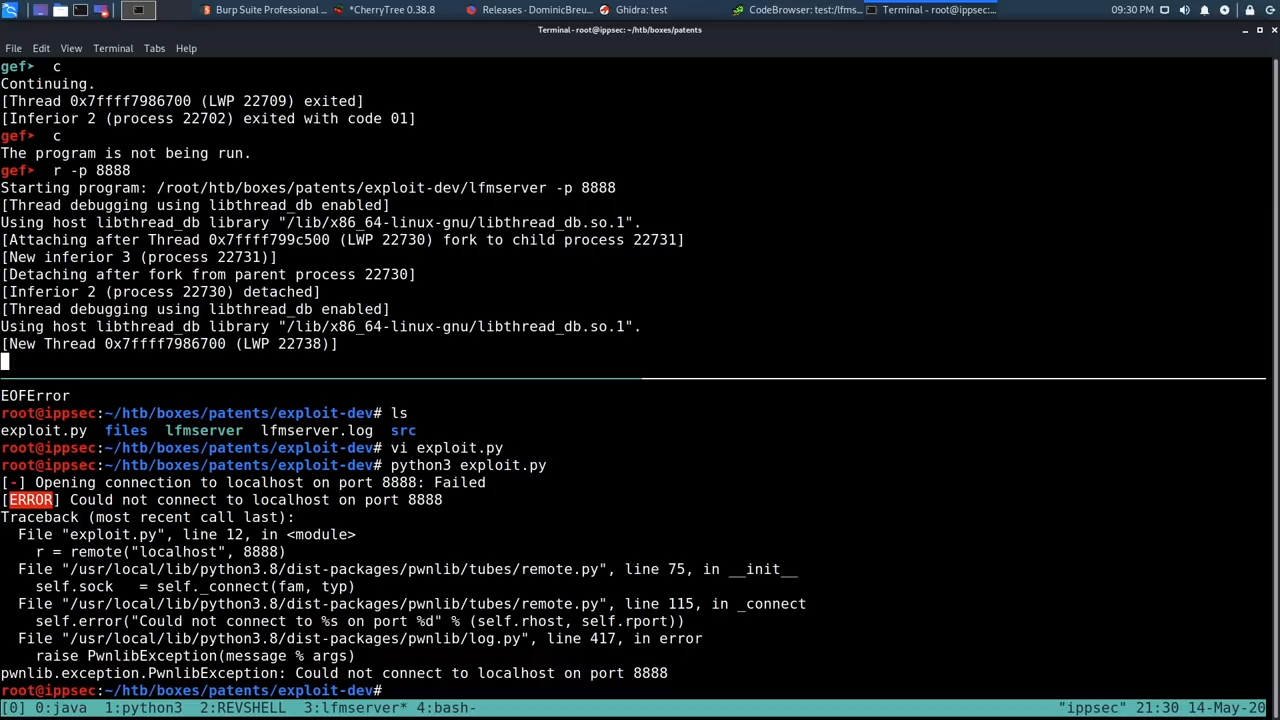 Burp Suite Professional ...
*CherryTree 0.38.8
Releases - DominicBreu...
Ghidra: test
CodeBrowser: test:/lfms...
Terminal - root@ippsec:...
09:30 PM
Terminal - root@ippsec: ~/htb/boxes/patents
File Edit View Terminal Tabs Help
gef➤  c
Continuing.
[Thread 0x7ffff7986700 (LWP 22709) exited]
[Inferior 2 (process 22702) exited with code 01]
gef➤  c
The program is not being run.
gef➤  r -p 8888
Starting program: /root/htb/boxes/patents/exploit-dev/lfmserver -p 8888
[Thread debugging using libthread_db enabled]
Using host libthread_db library "/lib/x86_64-linux-gnu/libthread_db.so.1".
[Attaching after Thread 0x7ffff799c500 (LWP 22730) fork to child process 22731]
[New inferior 3 (process 22731)]
[Detaching after fork from parent process 22730]
[Inferior 2 (process 22730) detached]
[Thread debugging using libthread_db enabled]
Using host libthread_db library "/lib/x86_64-linux-gnu/libthread_db.so.1".
[New Thread 0x7ffff7986700 (LWP 22738)]
EOFError
root@ippsec:~/htb/boxes/patents/exploit-dev# ls
exploit.py  files  lfmserver  lfmserver.log  src
root@ippsec:~/htb/boxes/patents/exploit-dev# vi exploit.py
root@ippsec:~/htb/boxes/patents/exploit-dev# python3 exploit.py
[-] Opening connection to localhost on port 8888: Failed
[ERROR] Could not connect to localhost on port 8888
Traceback (most recent call last):
  File "exploit.py", line 12, in <module>
    r = remote("localhost", 8888)
  File "/usr/local/lib/python3.8/dist-packages/pwnlib/tubes/remote.py", line 75, in __init__
    self.sock   = self._connect(fam, typ)
  File "/usr/local/lib/python3.8/dist-packages/pwnlib/tubes/remote.py", line 115, in _connect
    self.error("Could not connect to %s on port %d" % (self.rhost, self.rport))
  File "/usr/local/lib/python3.8/dist-packages/pwnlib/log.py", line 417, in error
    raise PwnlibException(message % args)
pwnlib.exception.PwnlibException: Could not connect to localhost on port 8888
root@ippsec:~/htb/boxes/patents/exploit-dev#
[0] 0:java  1:python3  2:REVSHELL  3:lfmserver* 4:bash-  "ippsec" 21:30 14-May-20